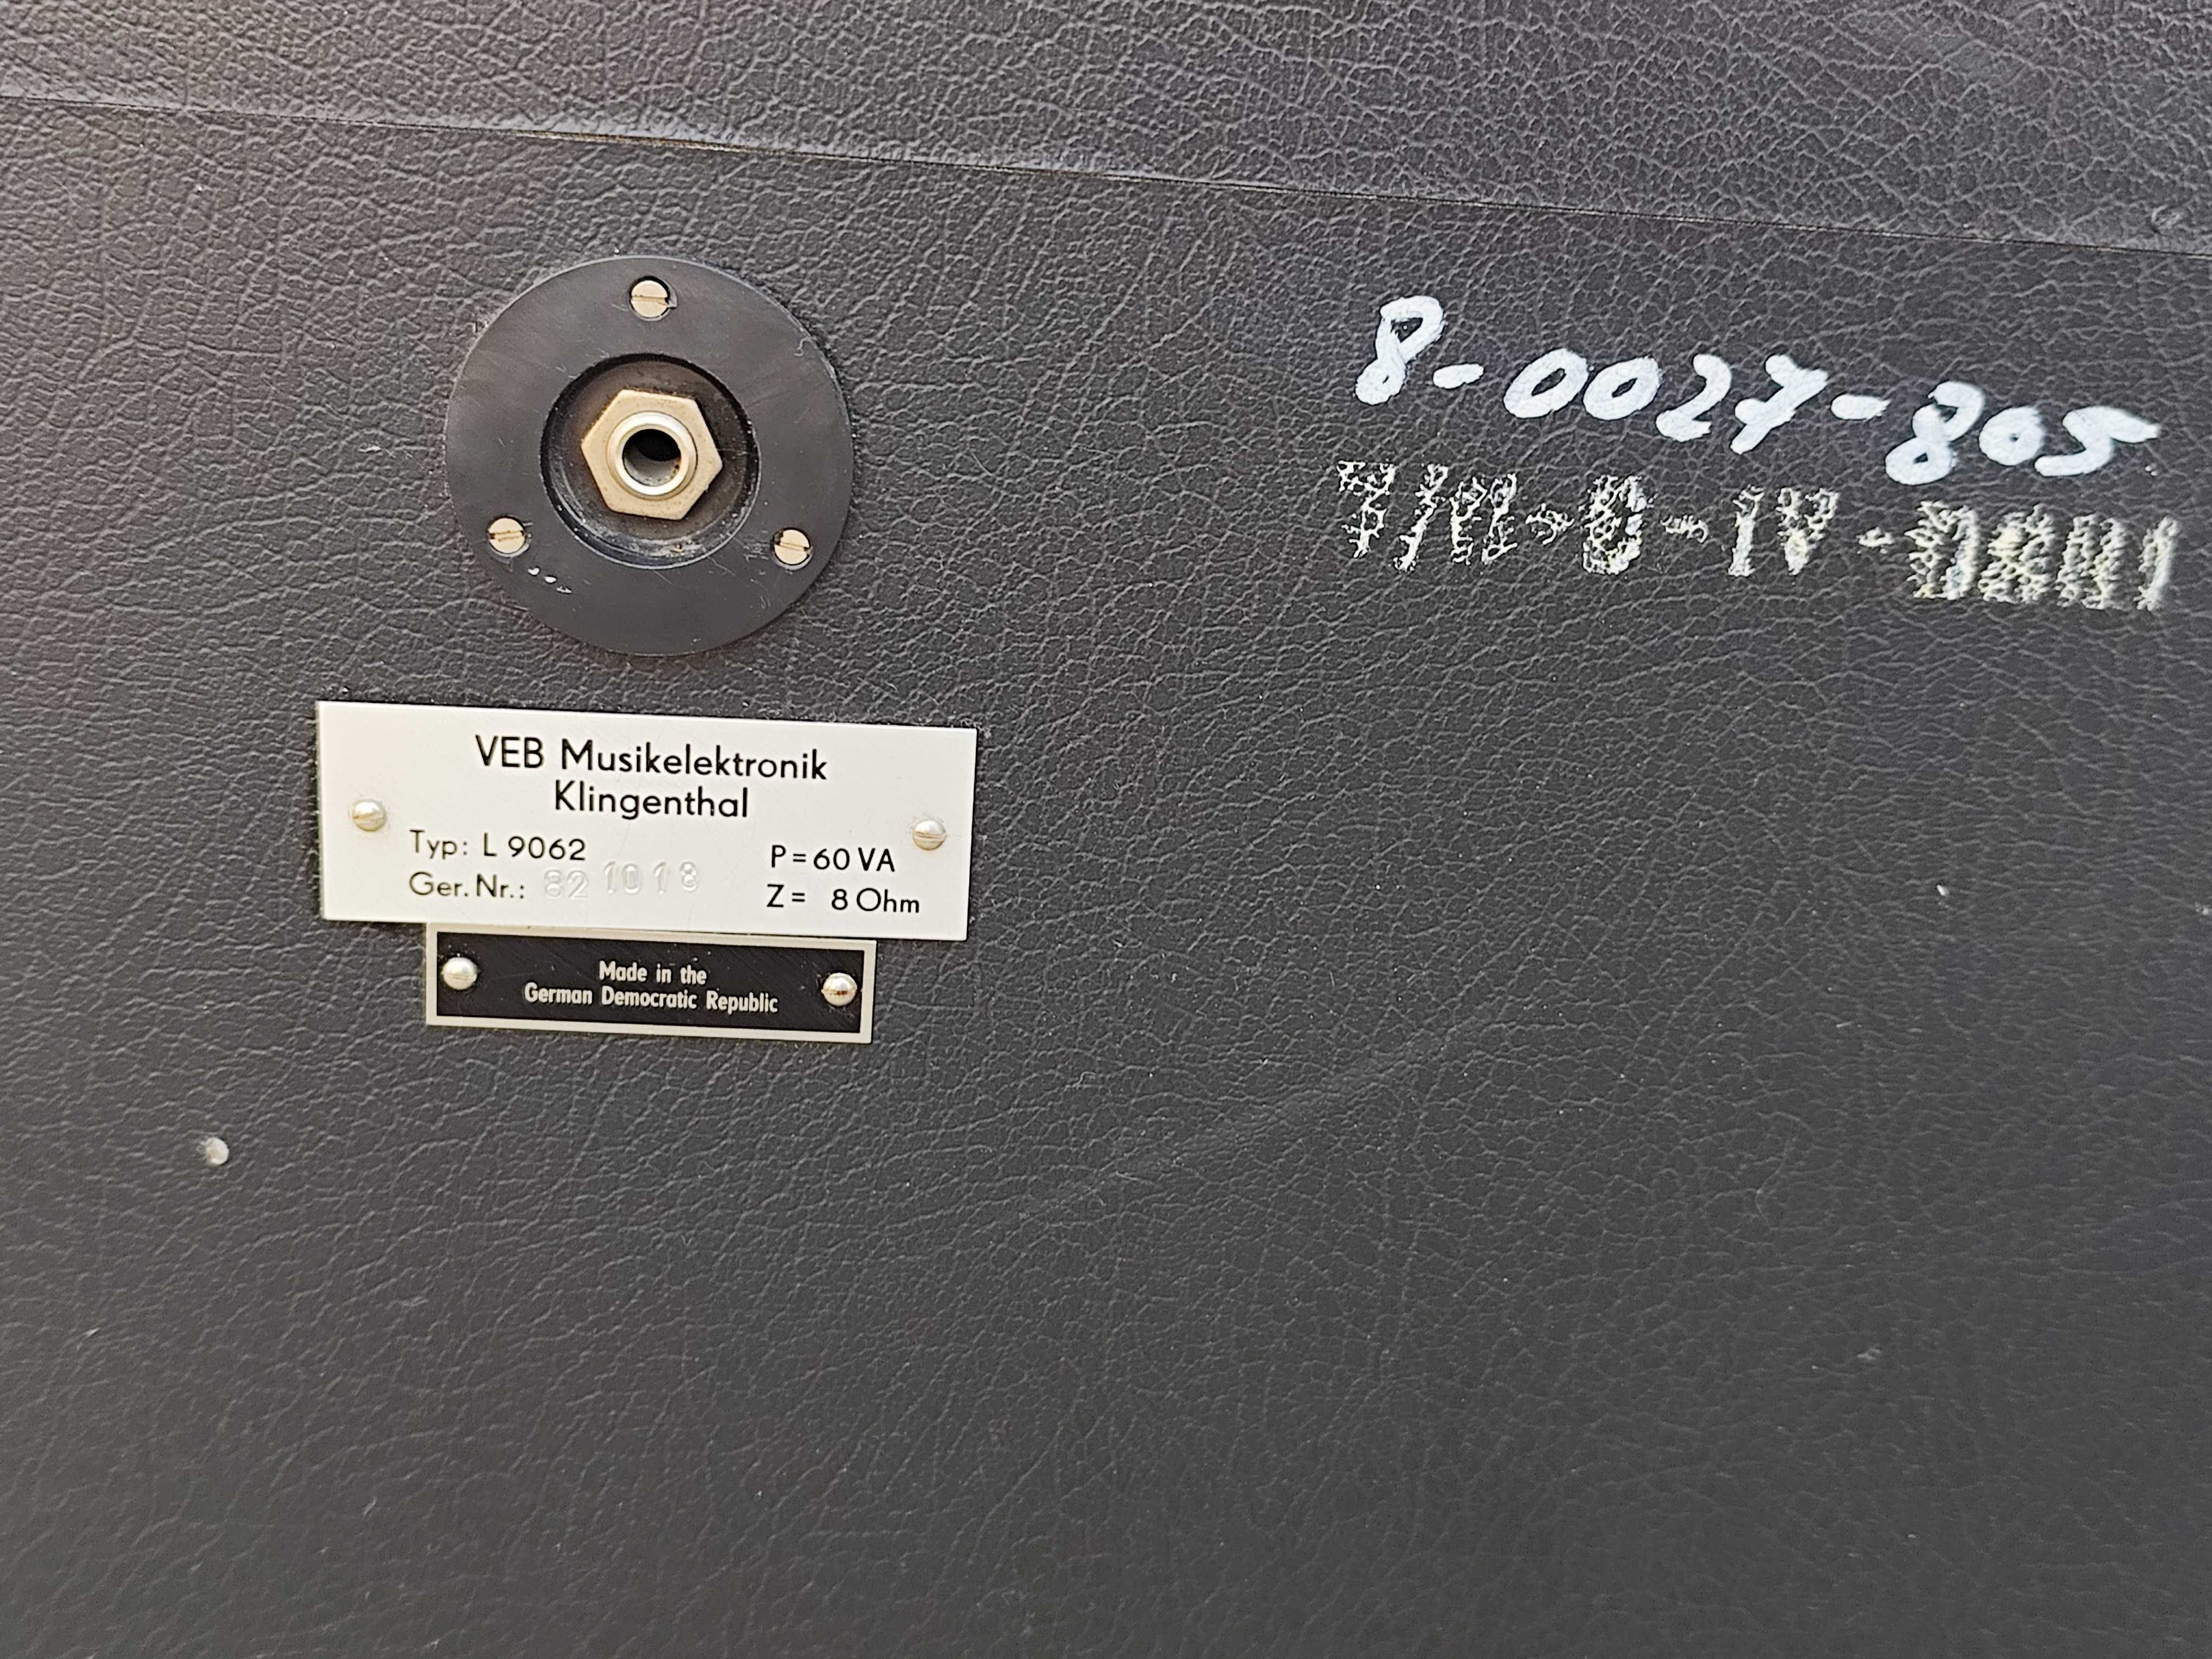 8-0027-805
VEB Musikelektronik
Klingenthal
Typ: L 9062
Ger. Nr.: 82 1018
P = 60 VA
Z = 8 Ohm
Made in the
German Democratic Republic